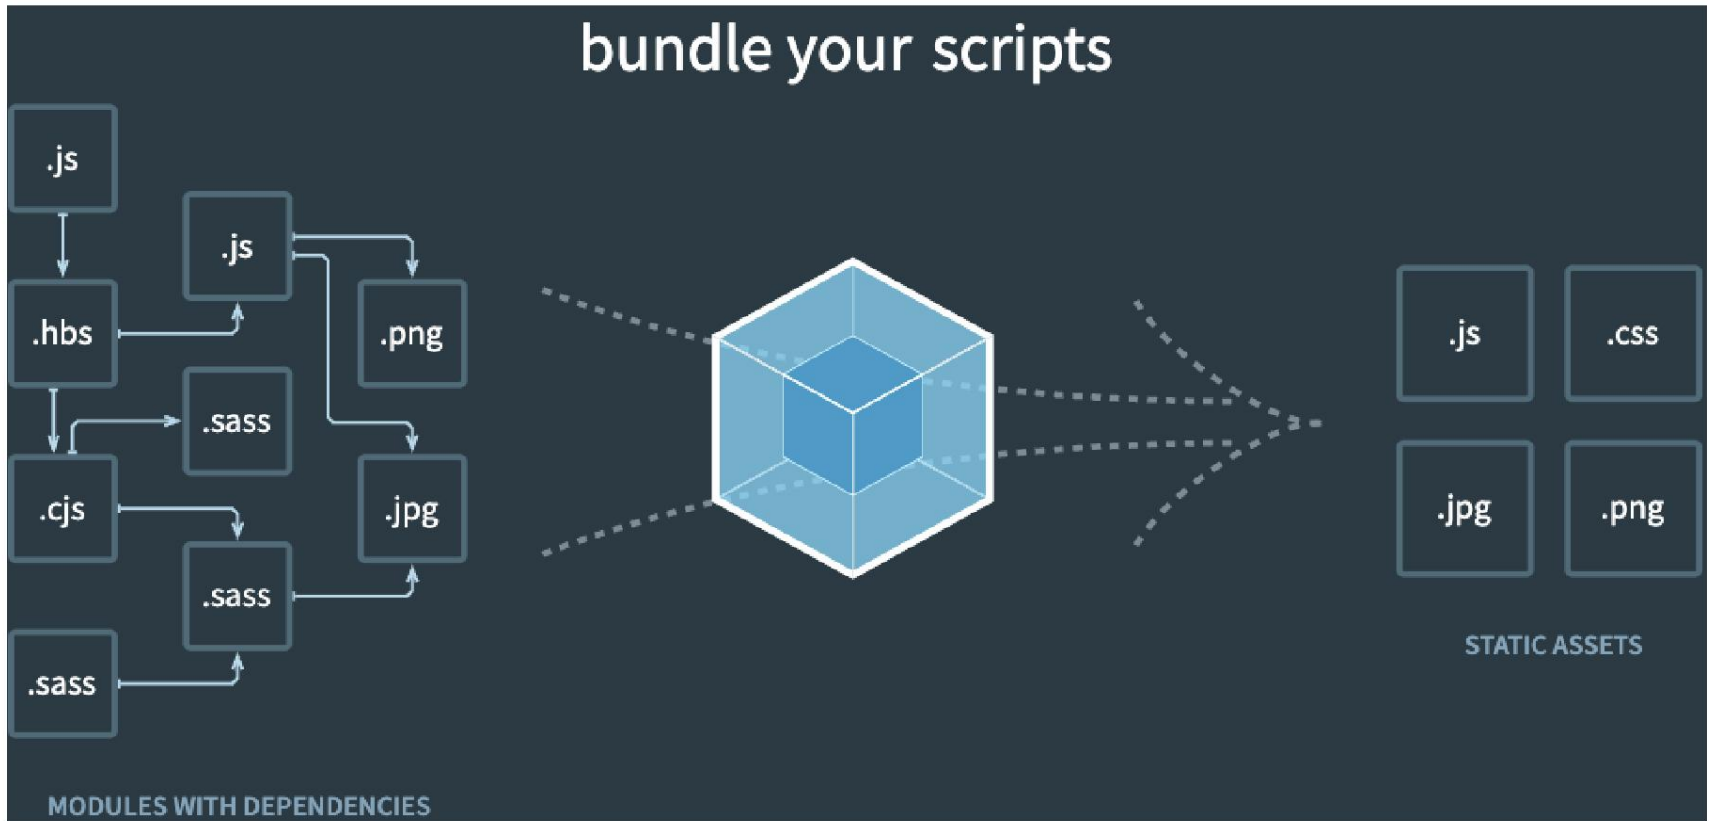 bundle your scripts
.js
.js
.hbs
.png
.sass
.cjs
.jpg
.sass
.sass
MODULES WITH DEPENDENCIES
.js
.css
.jpg
.png
STATIC ASSETS